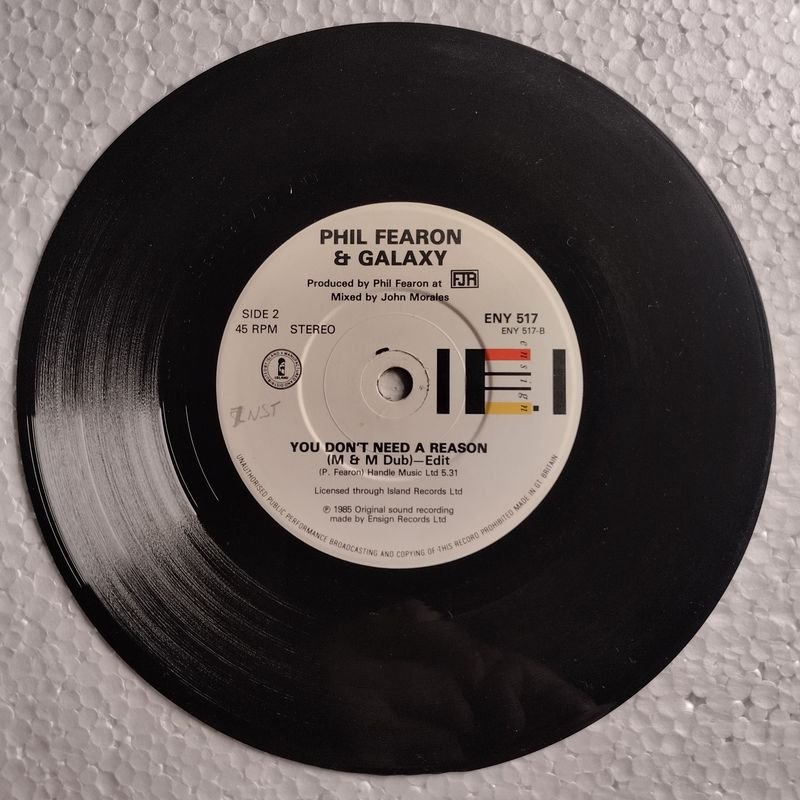 PHIL FEARON
& GALAXY
Produced by Phil Fearon at FJR
Mixed by John Morales
SIDE 2
45 RPM STEREO
ENY 517
ENY 517-B
ensign
ISLAND
INST
YOU DON'T NEED A REASON
(M & M Dub)—Edit
(P. Fearon) Handle Music Ltd 5.31
Licensed through Island Records Ltd
℗ 1985 Original sound recording
made by Ensign Records Ltd
UNAUTHORISED PUBLIC PERFORMANCE BROADCASTING AND COPYING OF THIS RECORD PROHIBITED MADE IN GT BRITAIN